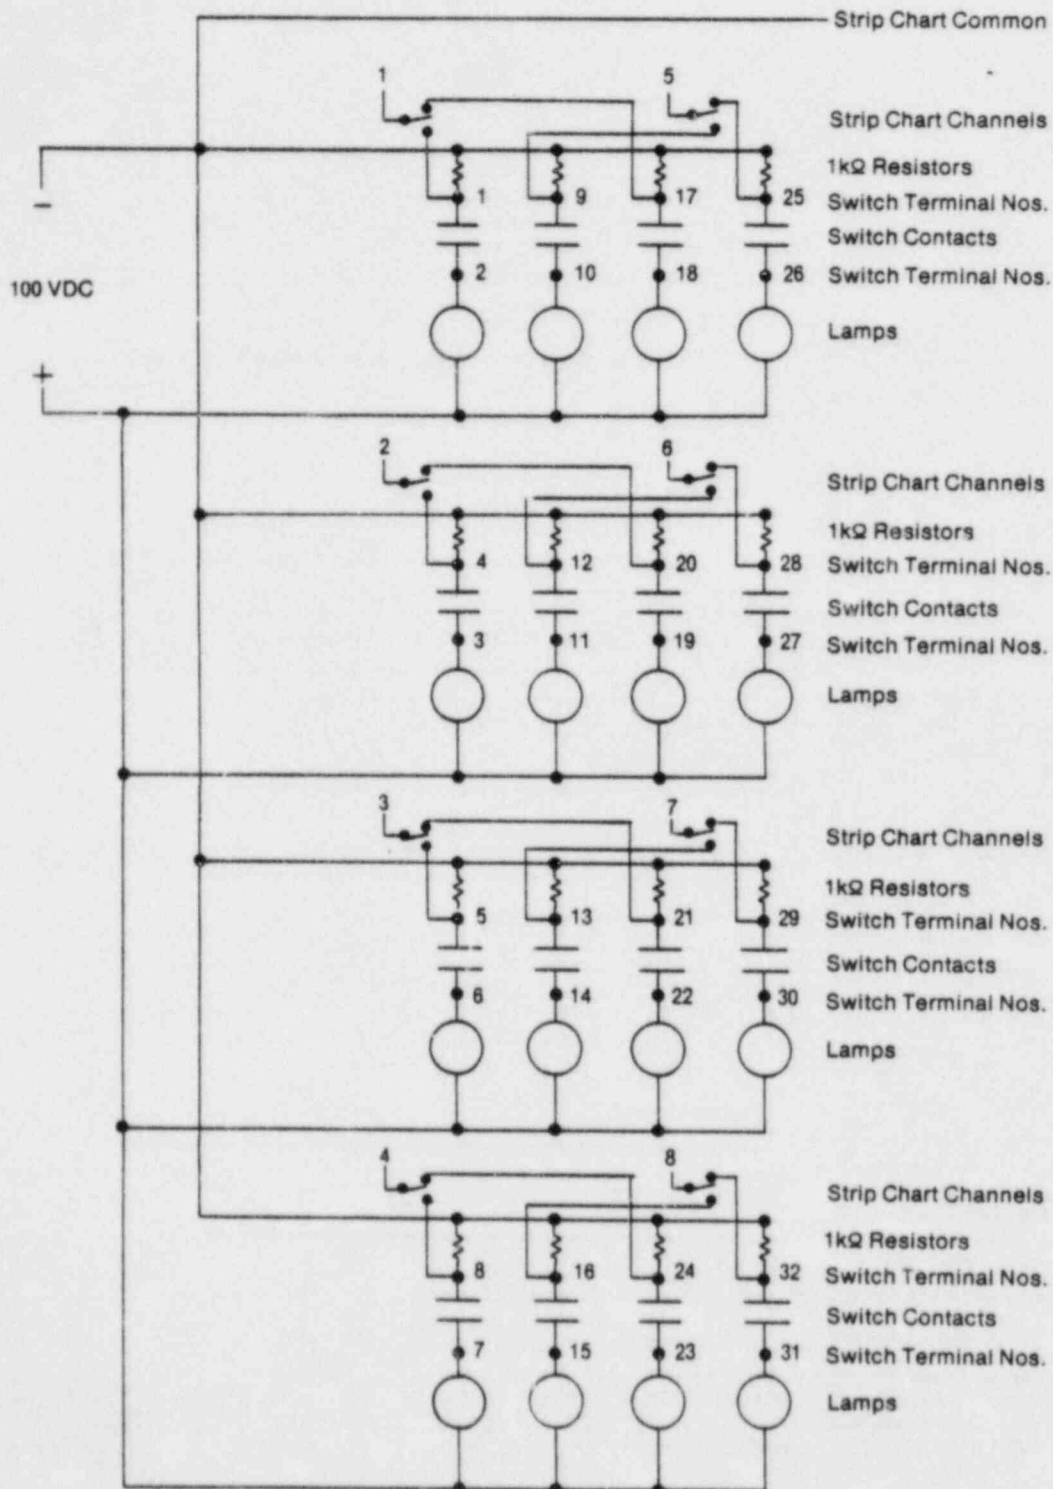 Strip Chart Common
1 5
Strip Chart Channels
1kΩ Resistors
1 9 17 25 Switch Terminal Nos.
Switch Contacts
2 10 18 26 Switch Terminal Nos.
−
100 VDC
Lamps
+
2 6
Strip Chart Channels
1kΩ Resistors
4 12 20 28 Switch Terminal Nos.
Switch Contacts
3 11 19 27 Switch Terminal Nos.
Lamps
3 7
Strip Chart Channels
1kΩ Resistors
5 13 21 29 Switch Terminal Nos.
Switch Contacts
6 14 22 30 Switch Terminal Nos.
Lamps
4 8
Strip Chart Channels
1kΩ Resistors
8 16 24 32 Switch Terminal Nos.
Switch Contacts
7 15 23 31 Switch Terminal Nos.
Lamps